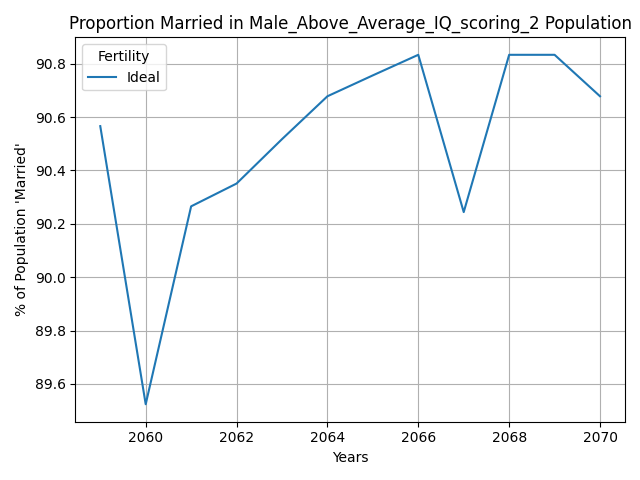 Proportion Married in Male_Above_Average_IQ_scoring_2 Population
Fertility
Ideal
% of Population 'Married'
90.8
90.6
90.4
90.2
90.0
89.8
89.6
2060 2062 2064 2066 2068 2070
Years